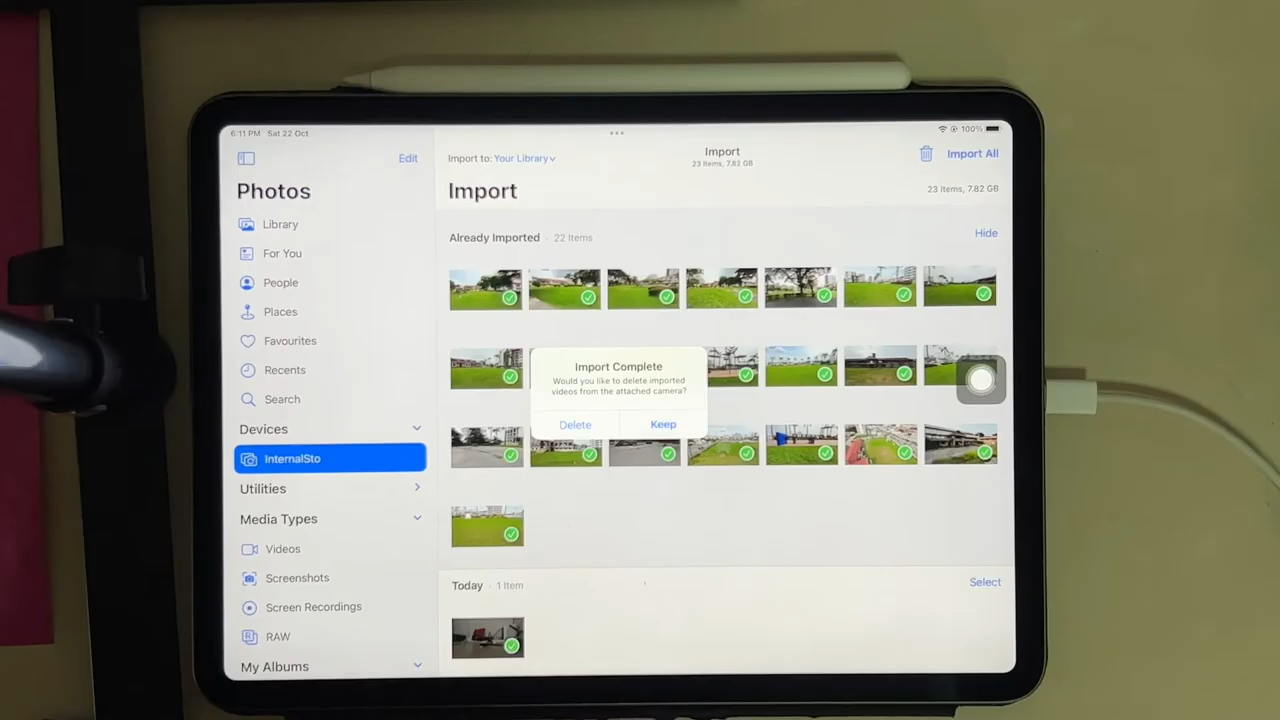 6:11 PM Sat 22 Oct
100%
Edit
Photos
Library
For You
People
Places
Favourites
Recents
Search
Devices
InternalSto
Utilities
Media Types
Videos
Screenshots
Screen Recordings
RAW
My Albums
Import to: Your Library
Import
23 Items, 7.82 GB
Import All
Import
23 Items, 7.82 GB
Already Imported · 22 Items
Hide
Import Complete
Would you like to delete imported
videos from the attached camera?
Delete
Keep
Today · 1 Item
Select